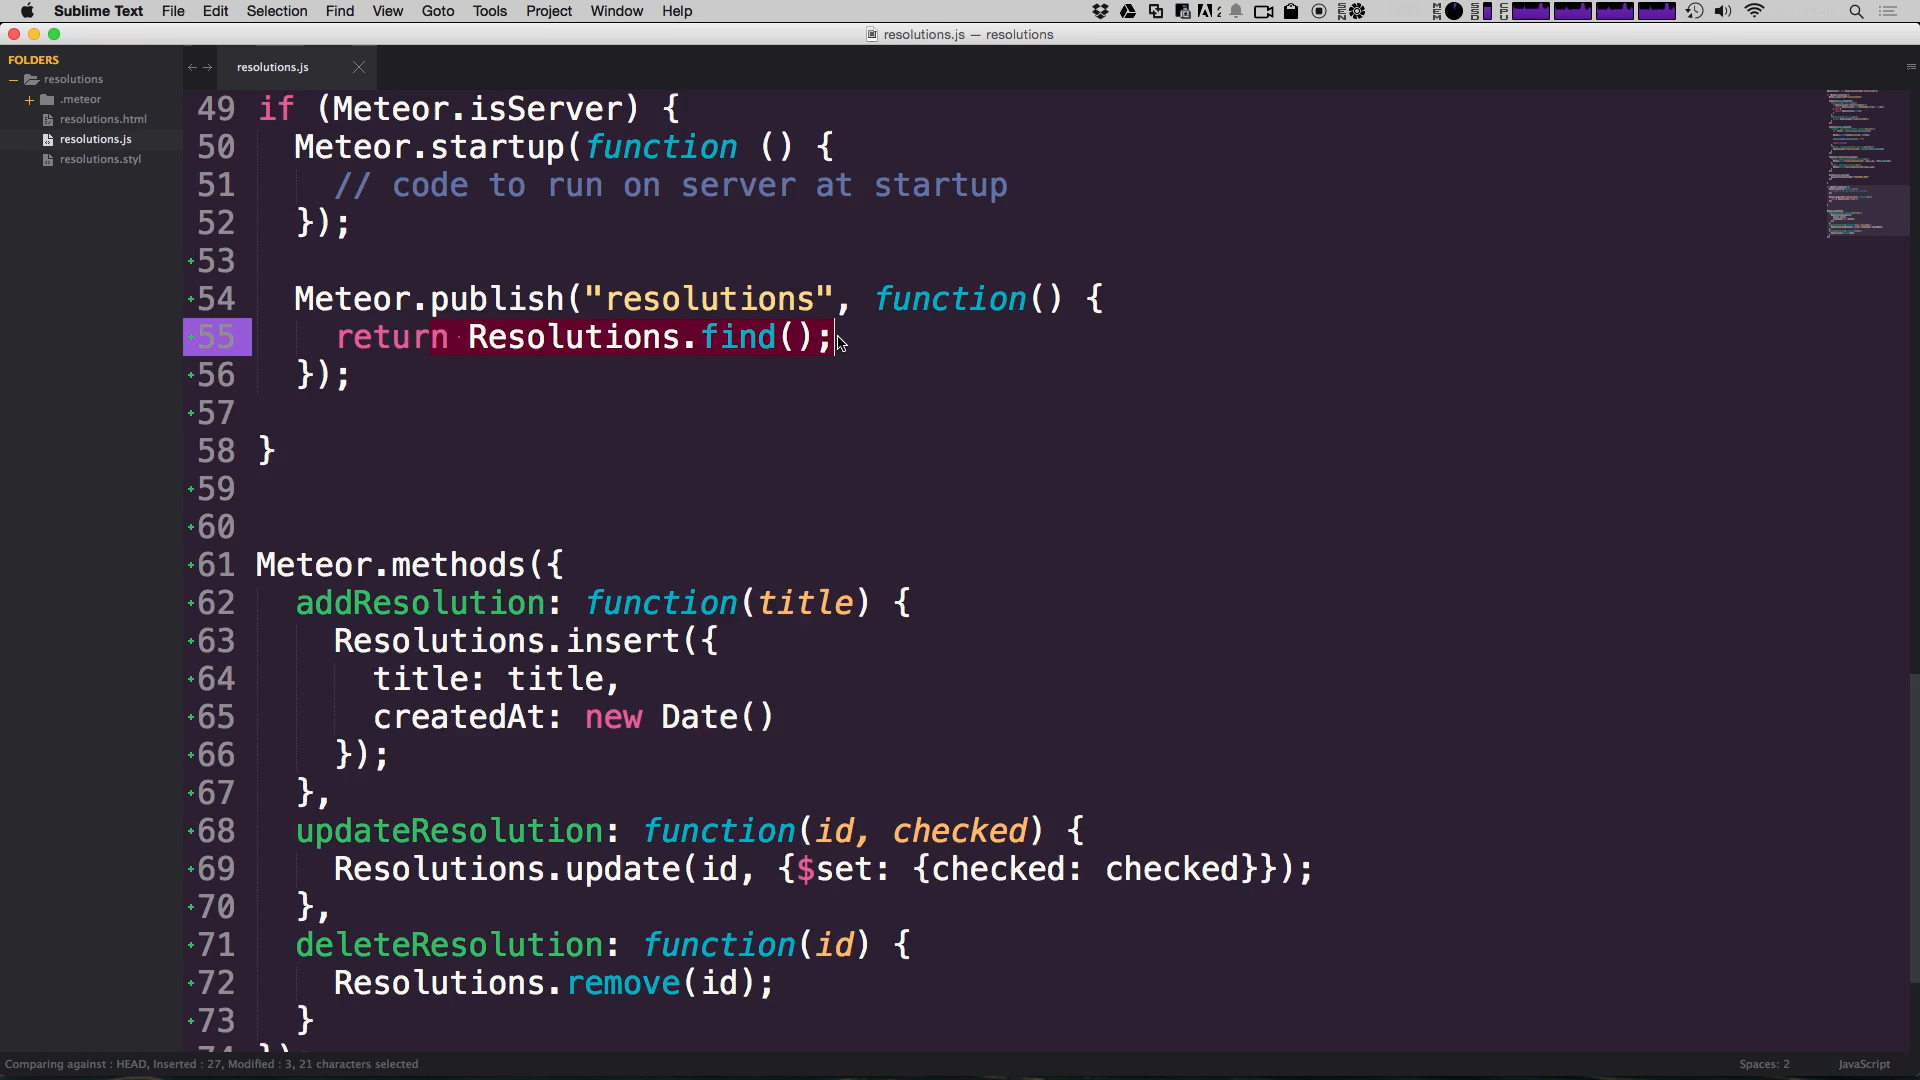 Sublime Text File Edit Selection Find View Goto Tools Project Window Help
resolutions.js — resolutions
FOLDERS
resolutions
.meteor
resolutions.html
resolutions.js
resolutions.styl
resolutions.js
49 if (Meteor.isServer) {
50 Meteor.startup(function () {
51 // code to run on server at startup
52 });
53
54 Meteor.publish("resolutions", function() {
55 return Resolutions.find();
56 });
57
58 }
59
60
61 Meteor.methods({
62 addResolution: function(title) {
63 Resolutions.insert({
64 title: title,
65 createdAt: new Date()
66 });
67 },
68 updateResolution: function(id, checked) {
69 Resolutions.update(id, {$set: {checked: checked}});
70 },
71 deleteResolution: function(id) {
72 Resolutions.remove(id);
73 }
74 })
Comparing against : HEAD, Inserted : 27, Modified : 3, 21 characters selected
Spaces: 2 JavaScript